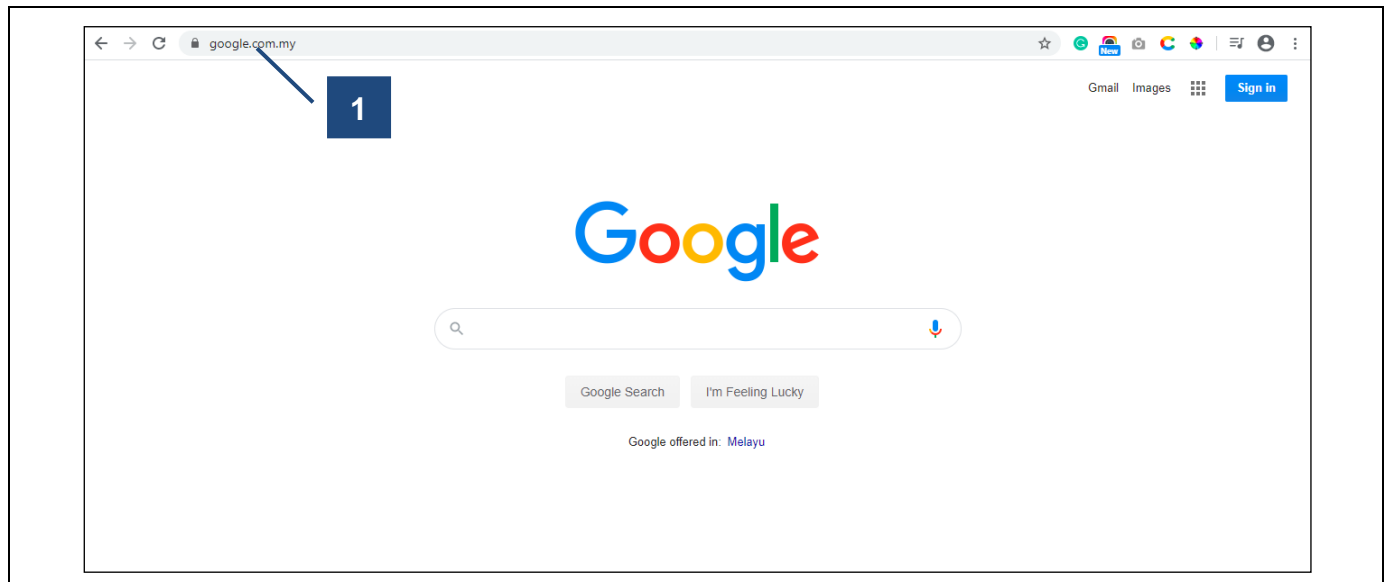 google.com.my
New
1
Gmail Images Sign in
Google
Google Search I'm Feeling Lucky
Google offered in: Melayu